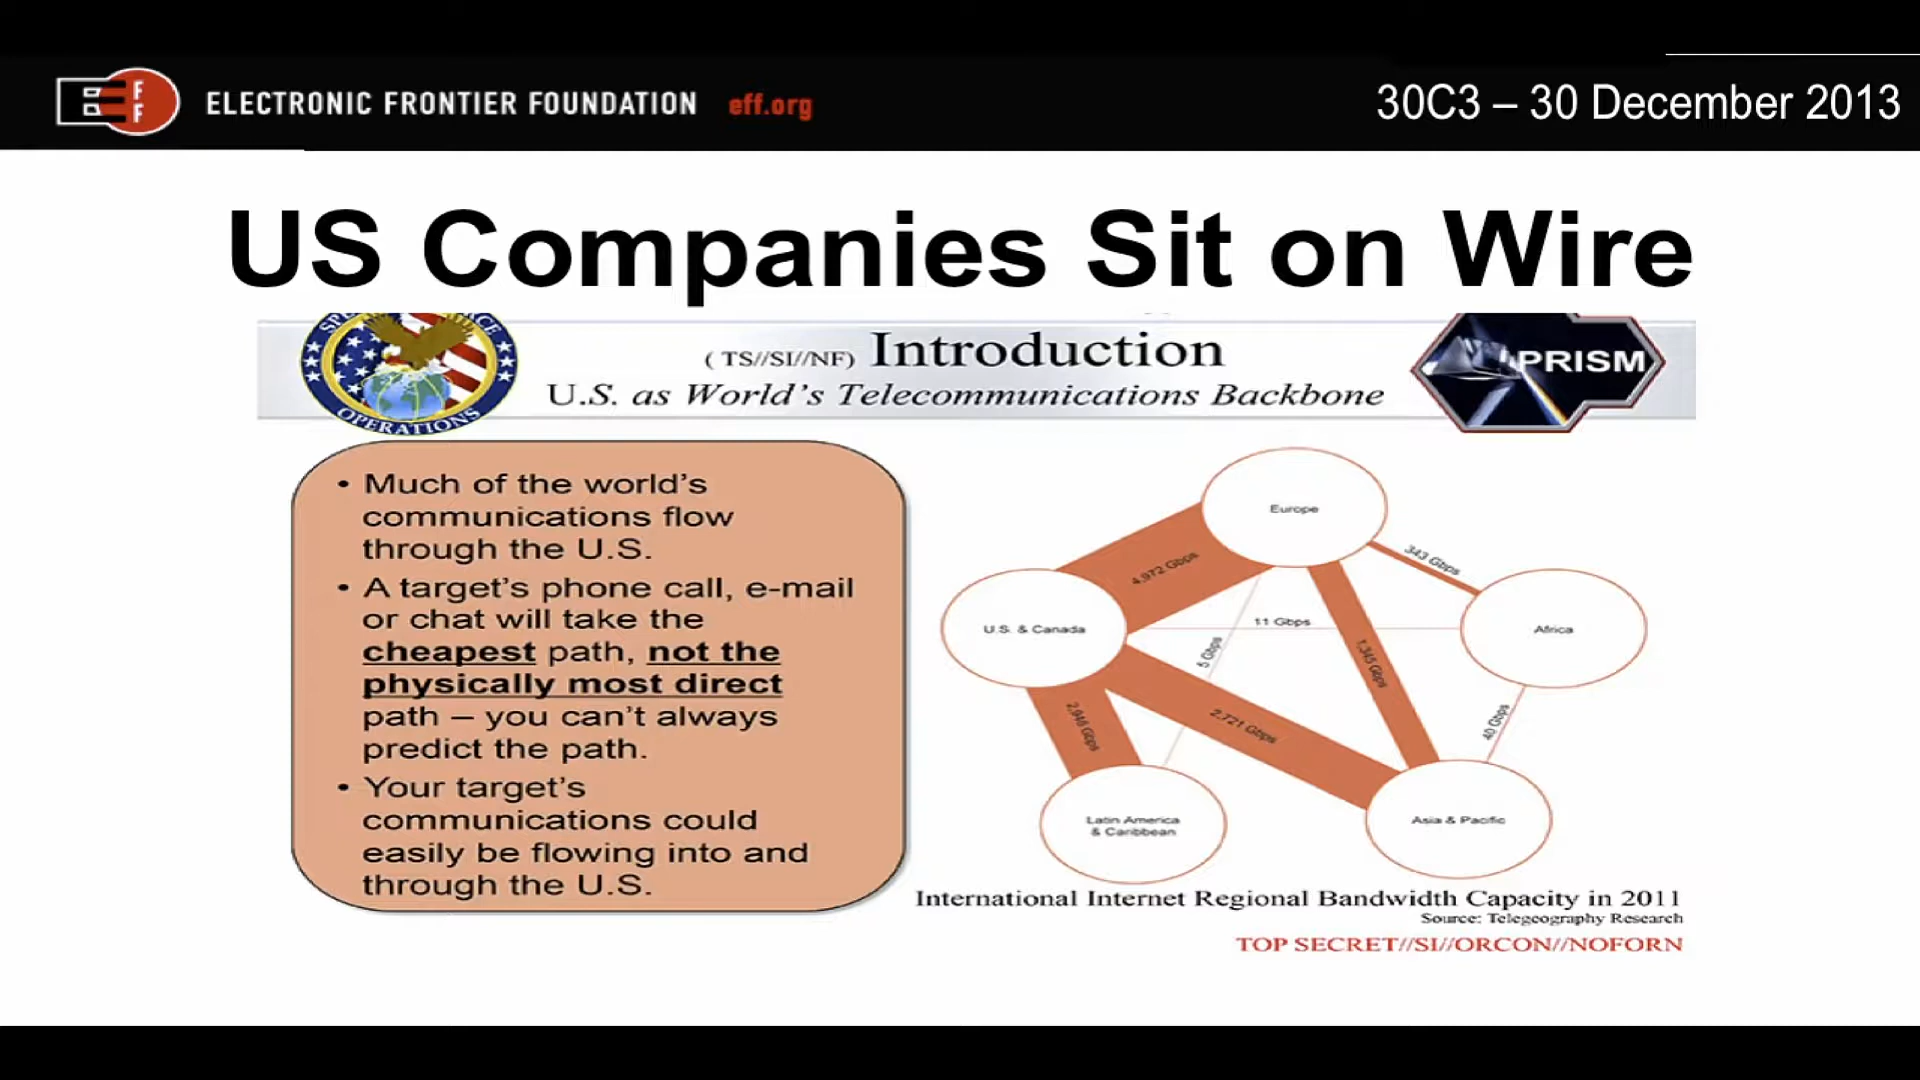 E F F
ELECTRONIC FRONTIER FOUNDATION eff.org
30C3 – 30 December 2013
US Companies Sit on Wire
OPERATIONS
( TS//SI//NF) Introduction
U.S. as World's Telecommunications Backbone
PRISM
• Much of the world's
communications flow
through the U.S.
• A target's phone call, e-mail
or chat will take the
cheapest path, not the
physically most direct
path – you can't always
predict the path.
• Your target's
communications could
easily be flowing into and
through the U.S.
Europe
4,972 Gbps
343 Gbps
U.S. & Canada
11 Gbps
Africa
5 Gbps
1,345 Gbps
2,946 Gbps
2,721 Gbps
40 Gbps
Latin America
& Caribbean
Asia & Pacific
International Internet Regional Bandwidth Capacity in 2011
Source: Telegeography Research
TOP SECRET//SI//ORCON//NOFORN